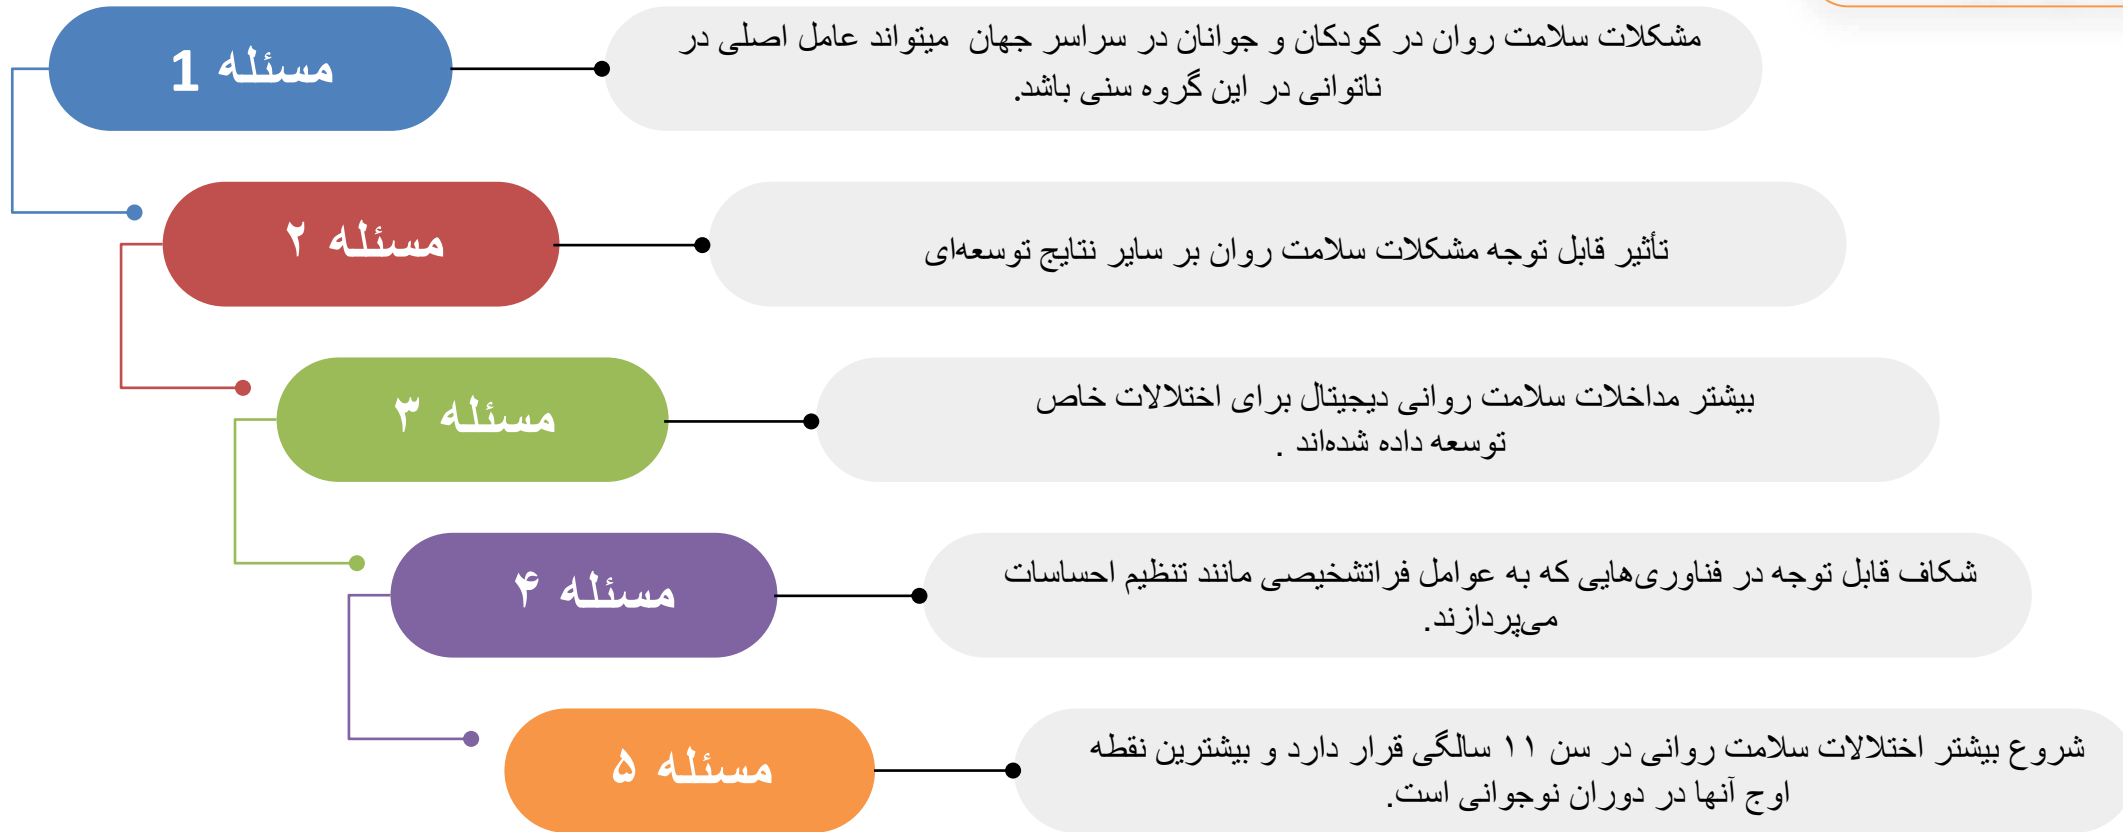 مسئله 1
مشکلات سلامت روان در کودکان و جوانان در سراسر جهان میتواند عامل اصلی در
ناتوانی در این گروه سنی باشد.
مسئله ۲
تأثیر قابل توجه مشکلات سلامت روان بر سایر نتایج توسعه‌ای
مسئله ۳
بیشتر مداخلات سلامت روانی دیجیتال برای اختلالات خاص
توسعه داده شده‌اند .
مسئله ۴
شکاف قابل توجه در فناوری‌هایی که به عوامل فراتشخیصی مانند تنظیم احساسات
می‌پردازند.
مسئله ۵
شروع بیشتر اختلالات سلامت روانی در سن ۱۱ سالگی قرار دارد و بیشترین نقطه
اوج آنها در دوران نوجوانی است.